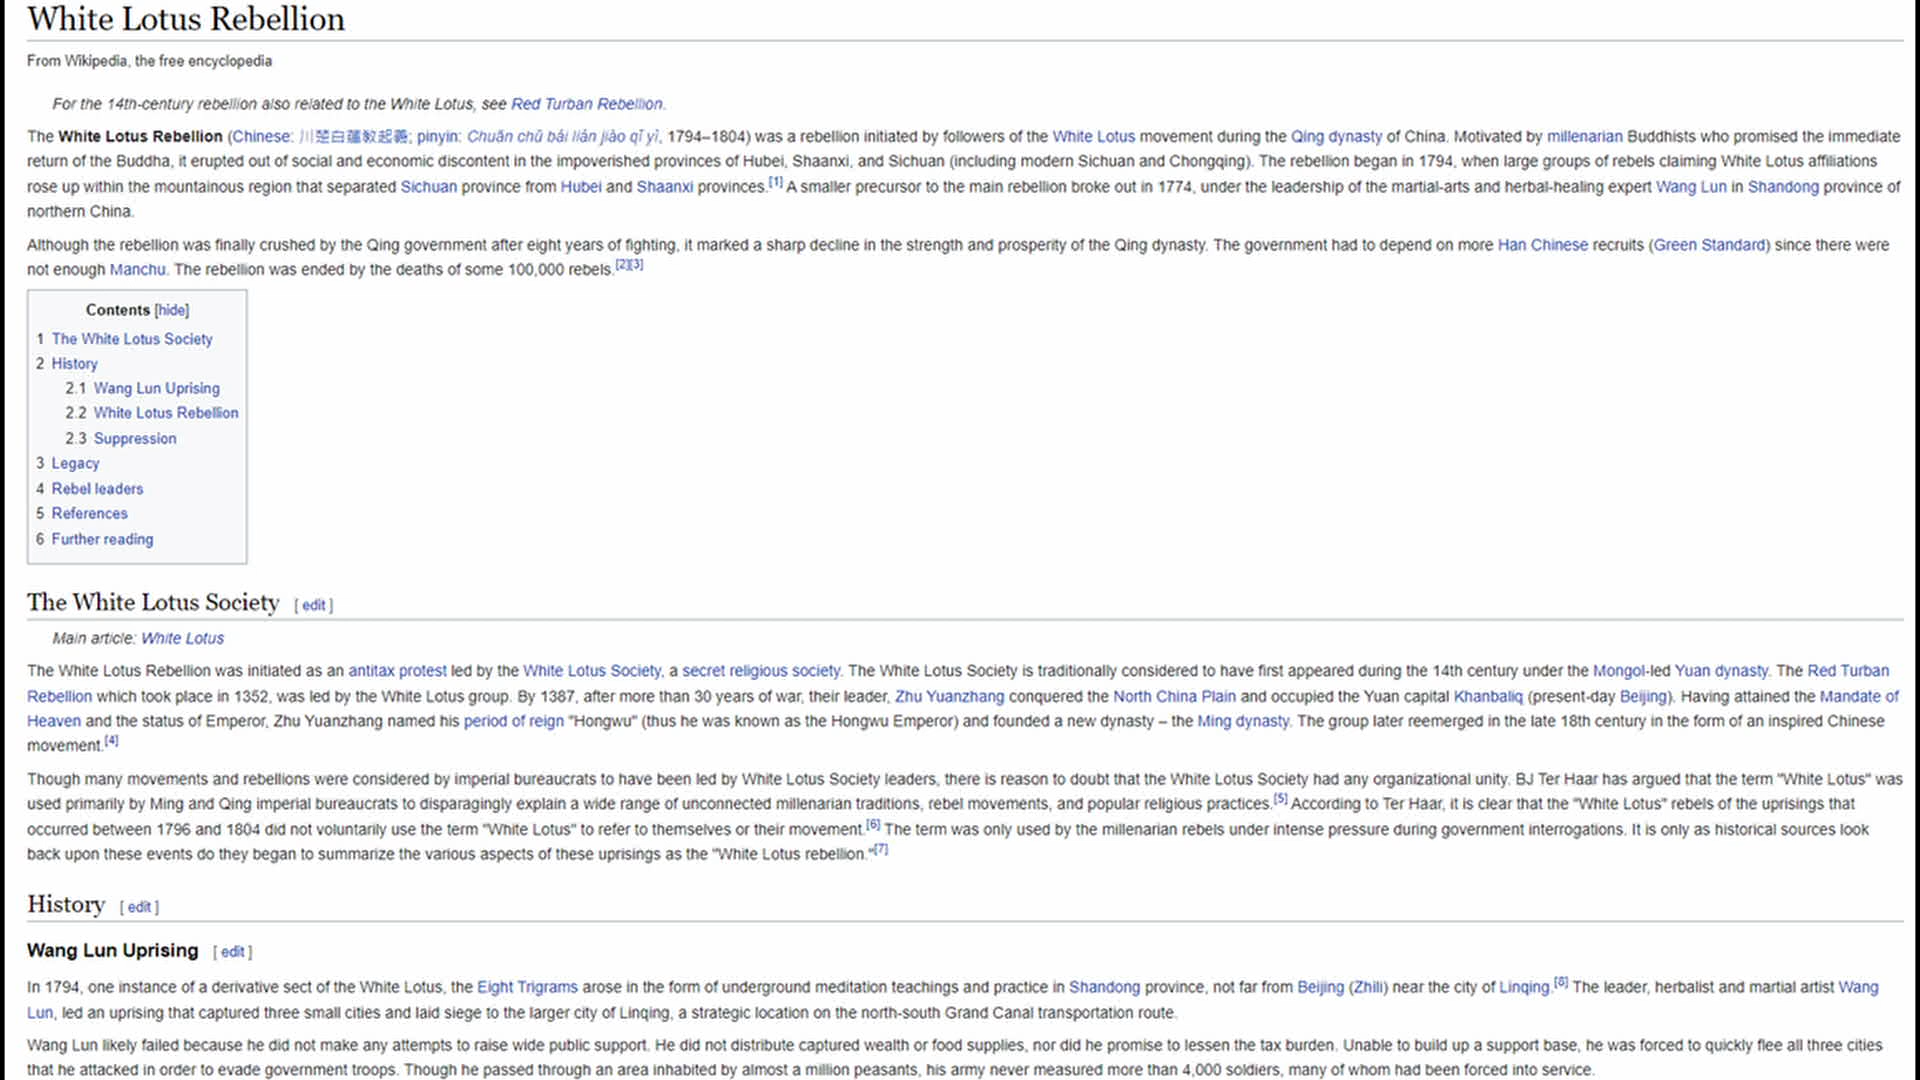 White Lotus Rebellion
From Wikipedia, the free encyclopedia
For the 14th-century rebellion also related to the White Lotus, see Red Turban Rebellion.
The White Lotus Rebellion (Chinese: 川楚白蓮教起義; pinyin: Chuān chǔ bái lián jiào qǐ yì, 1794–1804) was a rebellion initiated by followers of the White Lotus movement during the Qing dynasty of China. Motivated by millenarian Buddhists who promised the immediate
return of the Buddha, it erupted out of social and economic discontent in the impoverished provinces of Hubei, Shaanxi, and Sichuan (including modern Sichuan and Chongqing). The rebellion began in 1794, when large groups of rebels claiming White Lotus affiliations
rose up within the mountainous region that separated Sichuan province from Hubei and Shaanxi provinces.[1] A smaller precursor to the main rebellion broke out in 1774, under the leadership of the martial-arts and herbal-healing expert Wang Lun in Shandong province of
northern China.
Although the rebellion was finally crushed by the Qing government after eight years of fighting, it marked a sharp decline in the strength and prosperity of the Qing dynasty. The government had to depend on more Han Chinese recruits (Green Standard) since there were
not enough Manchu. The rebellion was ended by the deaths of some 100,000 rebels.[2][3]
Contents [hide]
1 The White Lotus Society
2 History
2.1 Wang Lun Uprising
2.2 White Lotus Rebellion
2.3 Suppression
3 Legacy
4 Rebel leaders
5 References
6 Further reading
The White Lotus Society [ edit ]
Main article: White Lotus
The White Lotus Rebellion was initiated as an antitax protest led by the White Lotus Society, a secret religious society. The White Lotus Society is traditionally considered to have first appeared during the 14th century under the Mongol-led Yuan dynasty. The Red Turban
Rebellion which took place in 1352, was led by the White Lotus group. By 1387, after more than 30 years of war, their leader, Zhu Yuanzhang conquered the North China Plain and occupied the Yuan capital Khanbaliq (present-day Beijing). Having attained the Mandate of
Heaven and the status of Emperor, Zhu Yuanzhang named his period of reign "Hongwu" (thus he was known as the Hongwu Emperor) and founded a new dynasty – the Ming dynasty. The group later reemerged in the late 18th century in the form of an inspired Chinese
movement.[4]
Though many movements and rebellions were considered by imperial bureaucrats to have been led by White Lotus Society leaders, there is reason to doubt that the White Lotus Society had any organizational unity. BJ Ter Haar has argued that the term "White Lotus" was
used primarily by Ming and Qing imperial bureaucrats to disparagingly explain a wide range of unconnected millenarian traditions, rebel movements, and popular religious practices.[5] According to Ter Haar, it is clear that the "White Lotus" rebels of the uprisings that
occurred between 1796 and 1804 did not voluntarily use the term "White Lotus" to refer to themselves or their movement.[6] The term was only used by the millenarian rebels under intense pressure during government interrogations. It is only as historical sources look
back upon these events do they began to summarize the various aspects of these uprisings as the "White Lotus rebellion."[7]
History [ edit ]
Wang Lun Uprising [ edit ]
In 1794, one instance of a derivative sect of the White Lotus, the Eight Trigrams arose in the form of underground meditation teachings and practice in Shandong province, not far from Beijing (Zhili) near the city of Linqing.[8] The leader, herbalist and martial artist Wang
Lun, led an uprising that captured three small cities and laid siege to the larger city of Linqing, a strategic location on the north-south Grand Canal transportation route.
Wang Lun likely failed because he did not make any attempts to raise wide public support. He did not distribute captured wealth or food supplies, nor did he promise to lessen the tax burden. Unable to build up a support base, he was forced to quickly flee all three cities
that he attacked in order to evade government troops. Though he passed through an area inhabited by almost a million peasants, his army never measured more than 4,000 soldiers, many of whom had been forced into service.